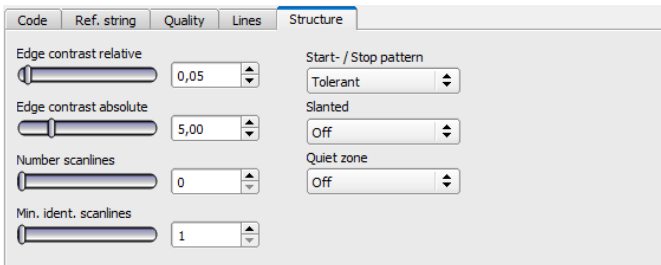 Code Ref. string Quality Lines Structure
Edge contrast relative
0,05
Edge contrast absolute
5,00
Number scanlines
0
Min. ident. scanlines
1
Start- / Stop pattern
Tolerant
Slanted
Off
Quiet zone
Off